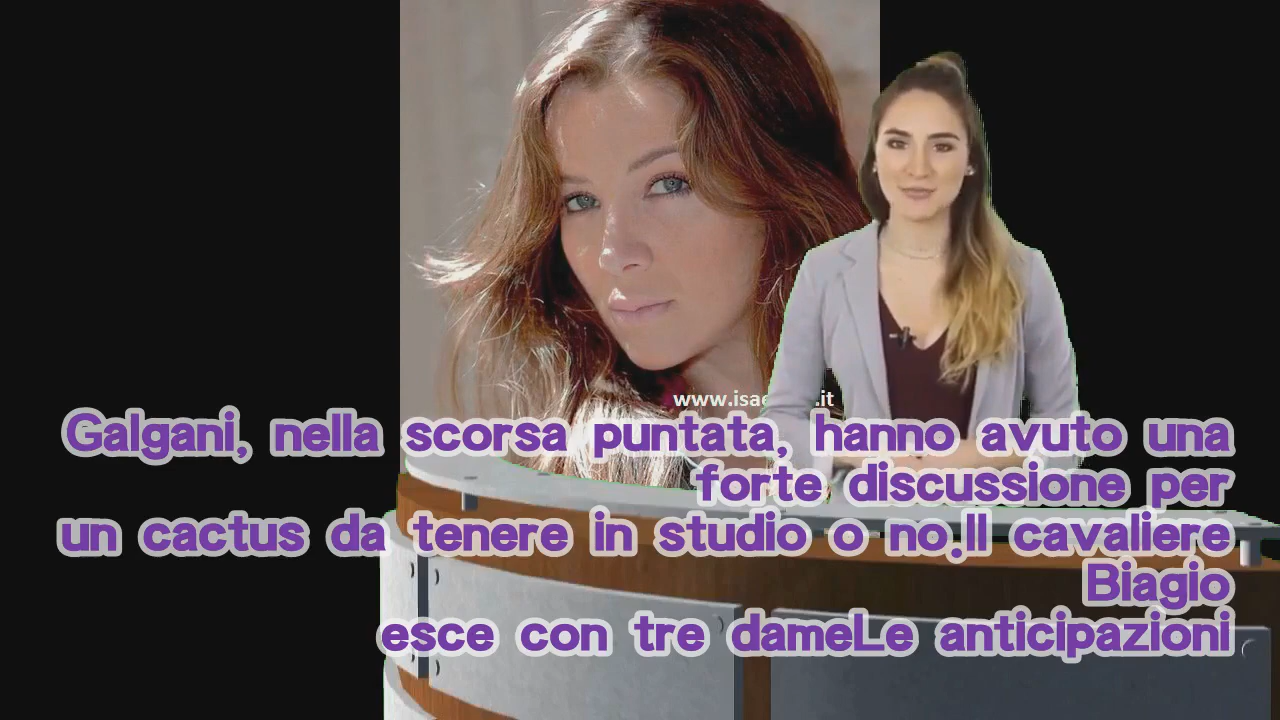 Galgani, nella scorsa puntata, hanno avuto una
forte discussione per
un cactus da tenere in studio o no.Il cavaliere
Biagio
esce con tre dameLe anticipazioni